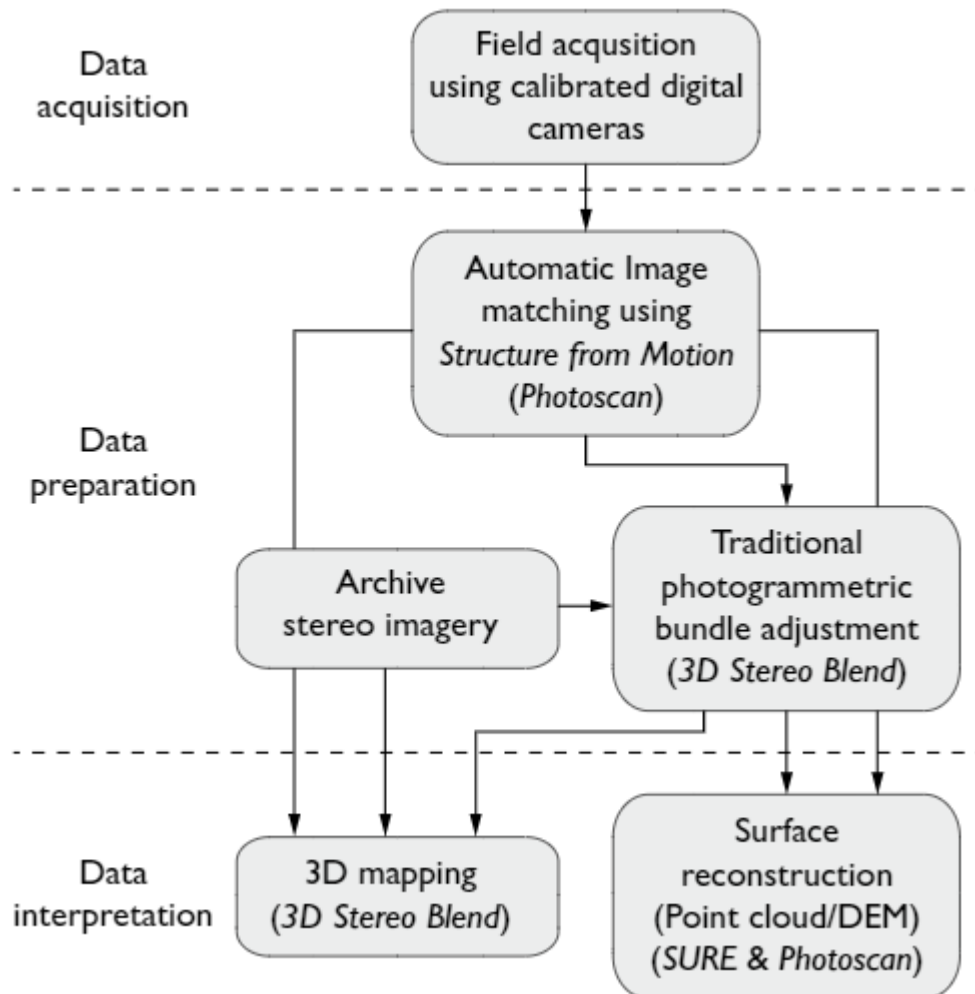 Data
acquisition
Field acqusition
using calibrated digital
cameras
Automatic Image
matching using
Structure from Motion
(Photoscan)
Data
preparation
Archive
stereo imagery
Traditional
photogrammetric
bundle adjustment
(3D Stereo Blend)
Data
interpretation
3D mapping
(3D Stereo Blend)
Surface
reconstruction
(Point cloud/DEM)
(SURE & Photoscan)